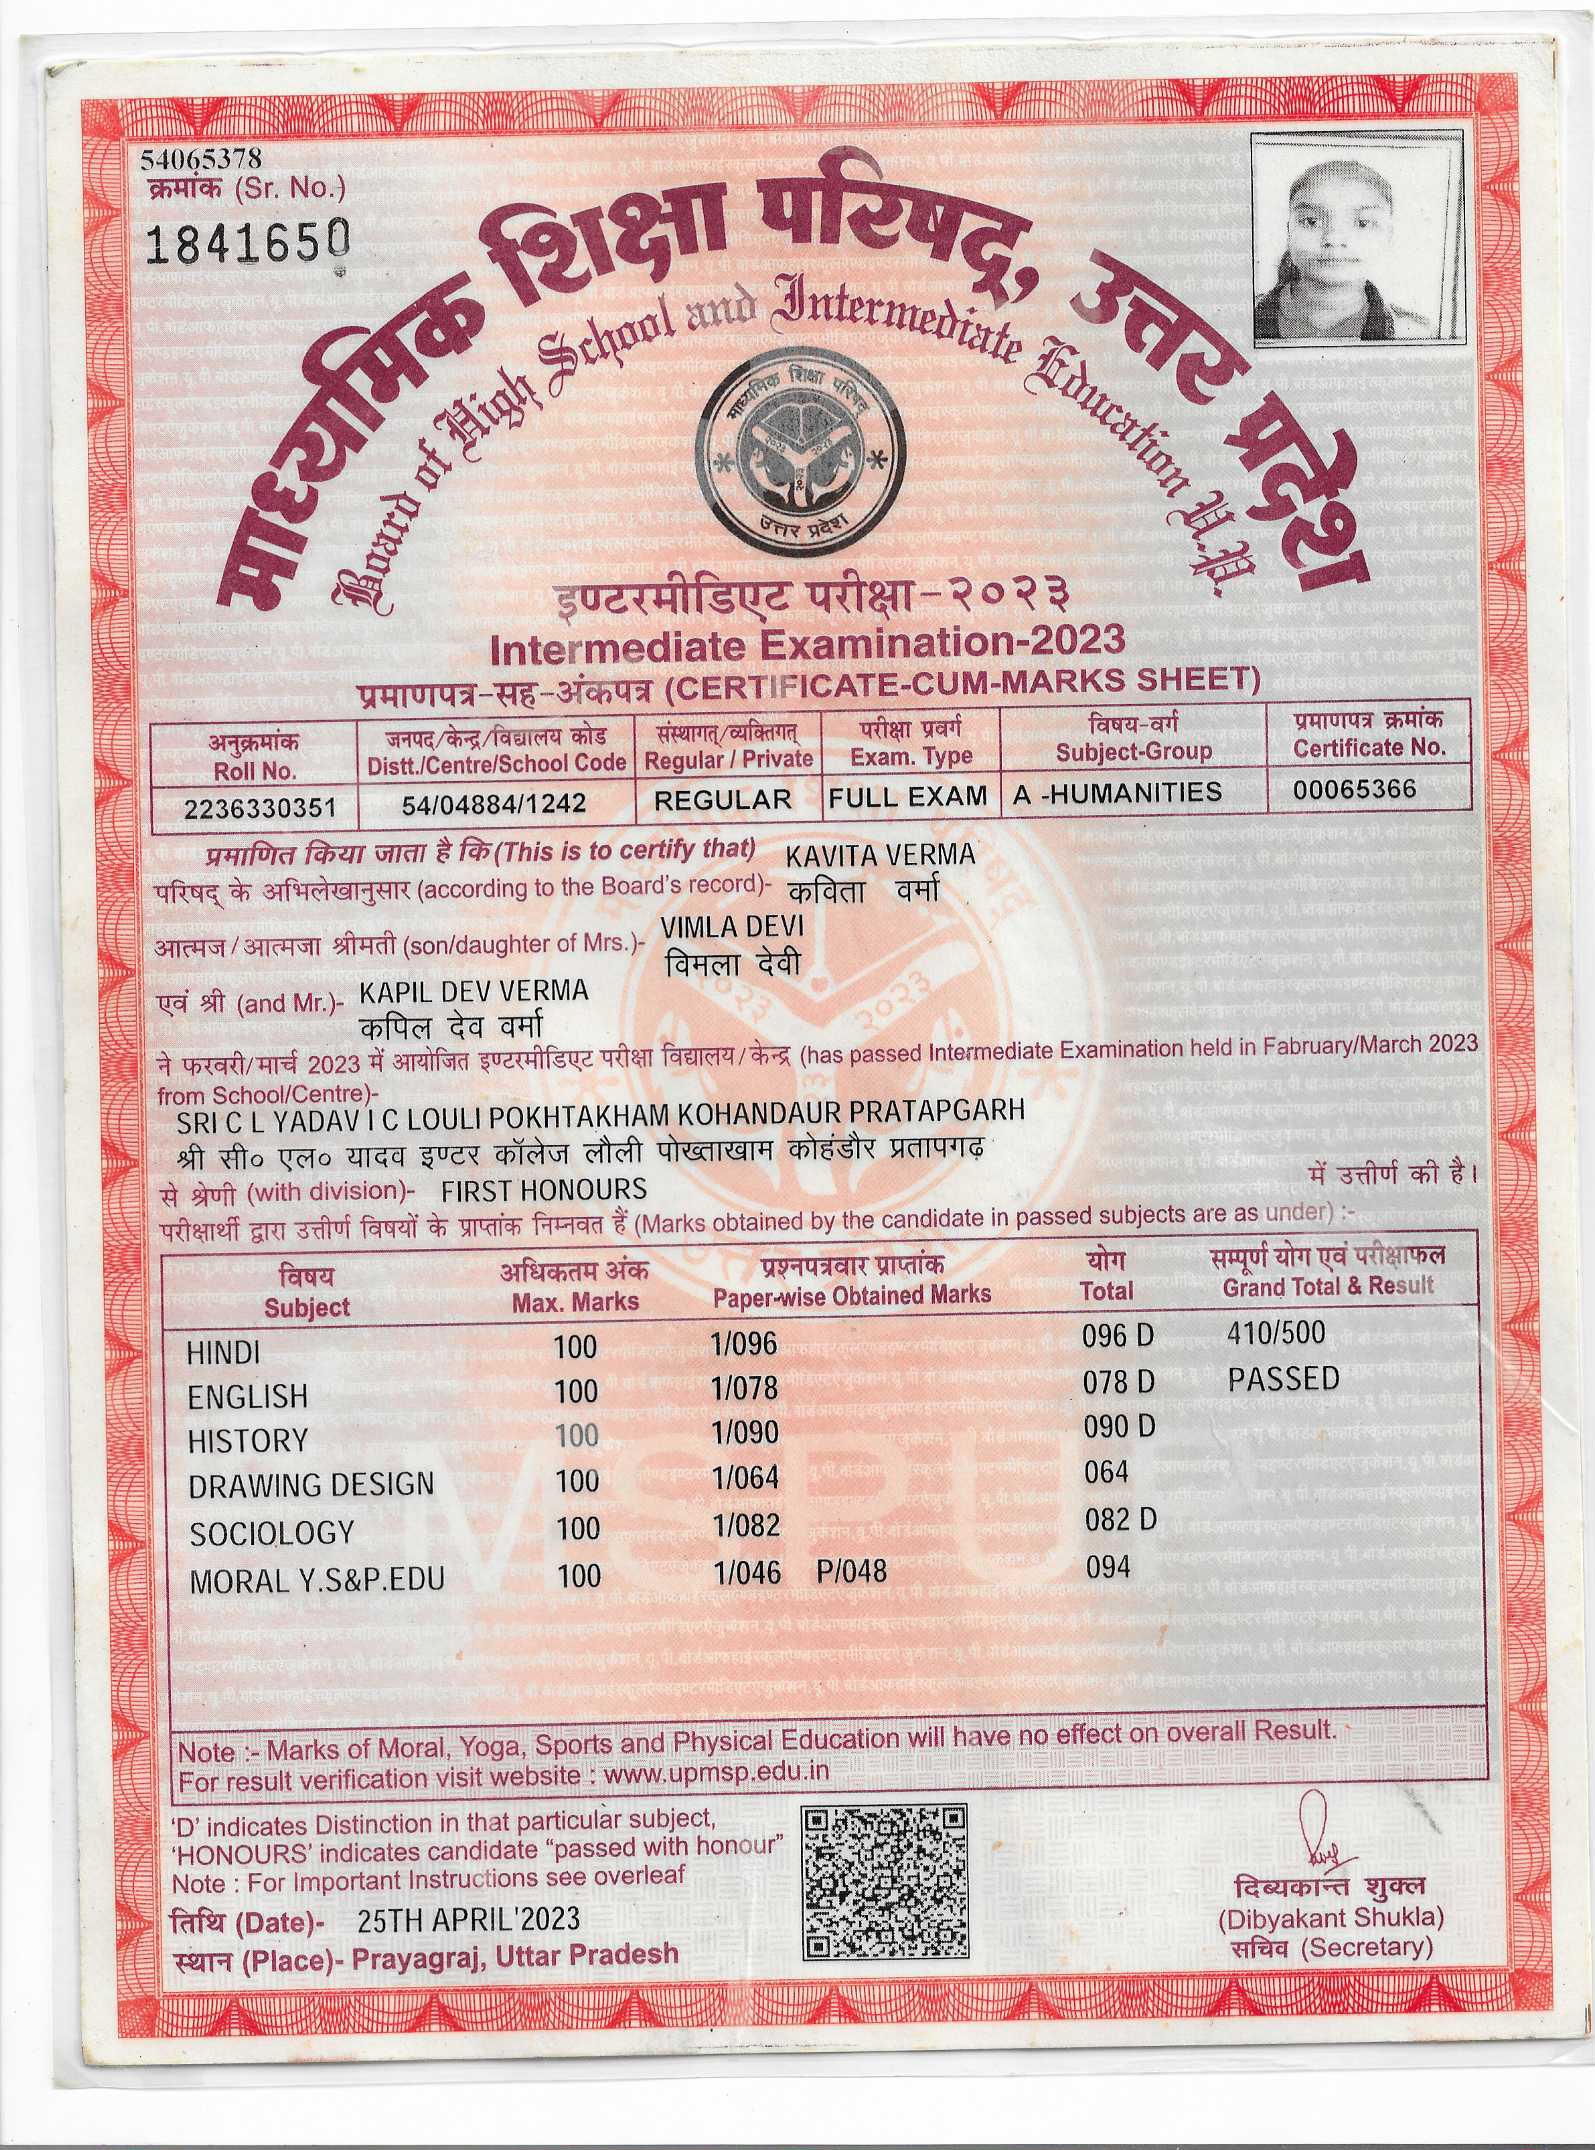 54065378
क्रमांक (Sr. No.)
1841650
माध्यमिक शिक्षा परिषद्, उत्तर प्रदेश
Board of High School and Intermediate Education U.P.
माध्यमिक शिक्षा परिषद
उत्तर प्रदेश
इण्टरमीडिएट परीक्षा-२०२३
Intermediate Examination-2023
प्रमाणपत्र-सह-अंकपत्र (CERTIFICATE-CUM-MARKS SHEET)
अनुक्रमांक जनपद/केन्द्र/विद्यालय कोड संस्थागत्/व्यक्तिगत् परीक्षा प्रवर्ग विषय-वर्ग प्रमाणपत्र क्रमांक
Roll No. Distt./Centre/School Code Regular / Private Exam. Type Subject-Group Certificate No.
2236330351 54/04884/1242 REGULAR FULL EXAM A -HUMANITIES 00065366
प्रमाणित किया जाता है कि (This is to certify that) KAVITA VERMA
परिषद् के अभिलेखानुसार (according to the Board's record)- कविता वर्मा
VIMLA DEVI
आत्मज/आत्मजा श्रीमती (son/daughter of Mrs.)-
विमला देवी
एवं श्री (and Mr.)- KAPIL DEV VERMA
कपिल देव वर्मा
ने फरवरी/मार्च 2023 में आयोजित इण्टरमीडिएट परीक्षा विद्यालय/केन्द्र (has passed Intermediate Examination held in Fabruary/March 2023
from School/Centre)-
SRI C L YADAV I C LOULI POKHTAKHAM KOHANDAUR PRATAPGARH
श्री सी० एल० यादव इण्टर कॉलेज लौली पोख्ताखाम कोहंडौर प्रतापगढ़
से श्रेणी (with division)- FIRST HONOURS में उत्तीर्ण की है।
परीक्षार्थी द्वारा उत्तीर्ण विषयों के प्राप्तांक निम्नवत हैं (Marks obtained by the candidate in passed subjects are as under) :-
विषय अधिकतम अंक प्रश्नपत्रवार प्राप्तांक योग सम्पूर्ण योग एवं परीक्षाफल
Subject Max. Marks Paper-wise Obtained Marks Total Grand Total & Result
HINDI 100 1/096 096 D 410/500
ENGLISH 100 1/078 078 D PASSED
HISTORY 100 1/090 090 D
DRAWING DESIGN 100 1/064 064
SOCIOLOGY 100 1/082 082 D
MORAL Y.S&P.EDU 100 1/046 P/048 094
Note :- Marks of Moral, Yoga, Sports and Physical Education will have no effect on overall Result.
For result verification visit website : www.upmsp.edu.in
'D' indicates Distinction in that particular subject,
'HONOURS' indicates candidate "passed with honour"
Note : For Important Instructions see overleaf
तिथि (Date)- 25TH APRIL'2023
स्थान (Place)- Prayagraj, Uttar Pradesh
दिब्यकान्त शुक्ल
(Dibyakant Shukla)
सचिव (Secretary)